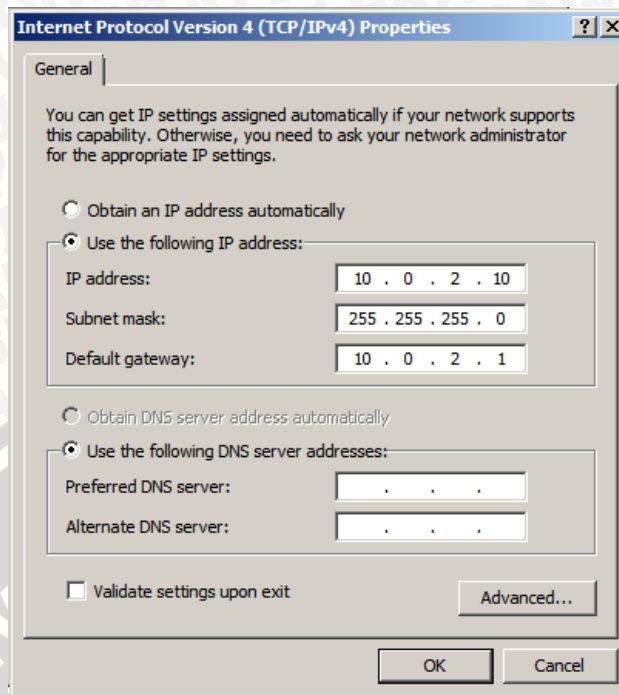 Internet Protocol Version 4 (TCP/IPv4) Properties
General
You can get IP settings assigned automatically if your network supports
this capability. Otherwise, you need to ask your network administrator
for the appropriate IP settings.
Obtain an IP address automatically
Use the following IP address:
IP address: 10 . 0 . 2 . 10
Subnet mask: 255 . 255 . 255 . 0
Default gateway: 10 . 0 . 2 . 1
Obtain DNS server address automatically
Use the following DNS server addresses:
Preferred DNS server: . . .
Alternate DNS server: . . .
Validate settings upon exit
Advanced...
OK Cancel